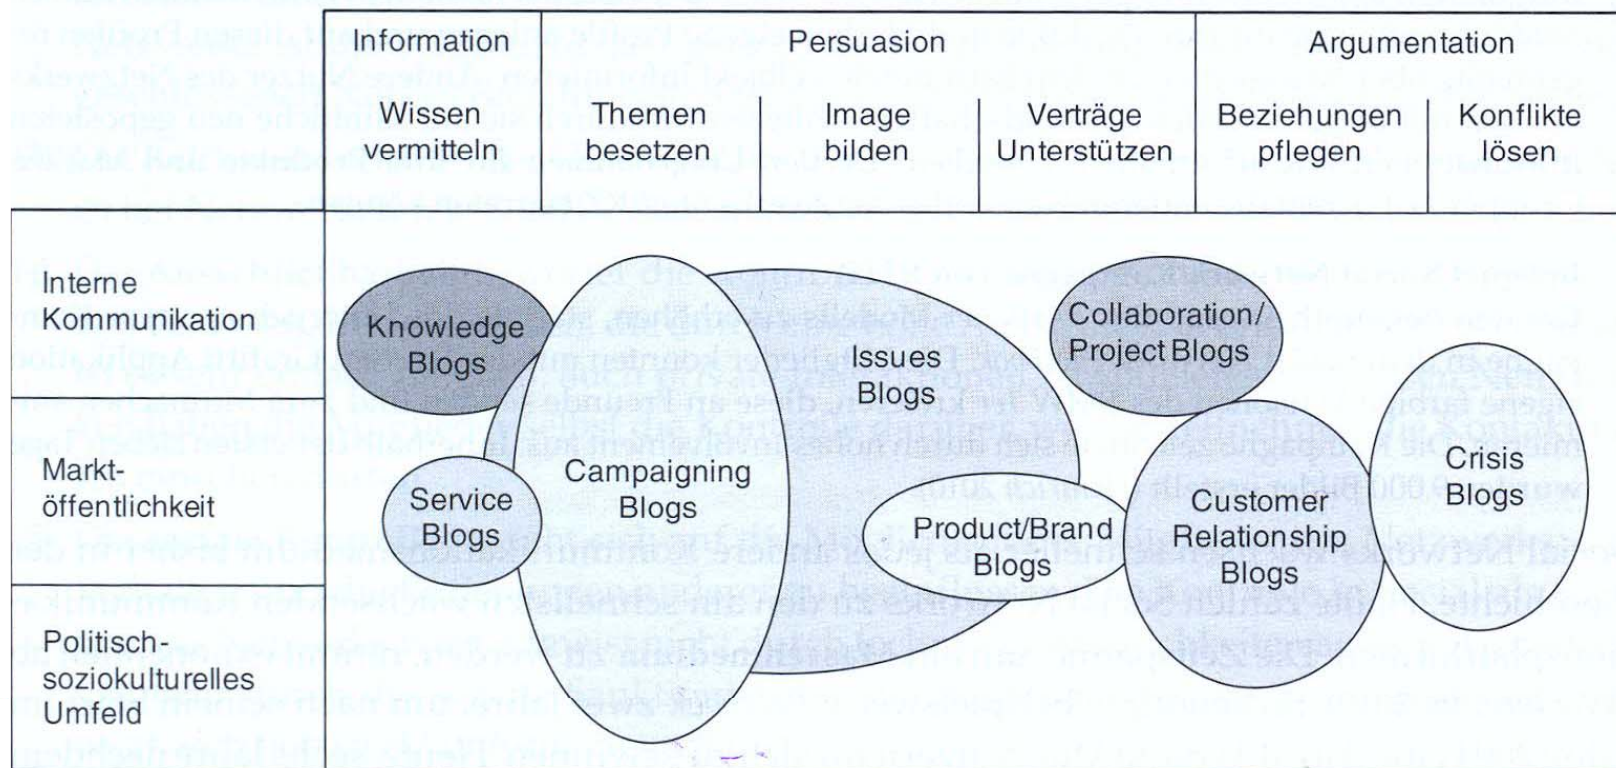 Information
Persuasion
Argumentation
Wissen
vermitteln
Themen
besetzen
Image
bilden
Verträge
Unterstützen
Beziehungen
pflegen
Konflikte
lösen
Interne
Kommunikation
Markt-
öffentlichkeit
Politisch-
soziokulturelles
Umfeld
Knowledge
Blogs
Service
Blogs
Campaigning
Blogs
Issues
Blogs
Product/Brand
Blogs
Collaboration/
Project Blogs
Customer
Relationship
Blogs
Crisis
Blogs